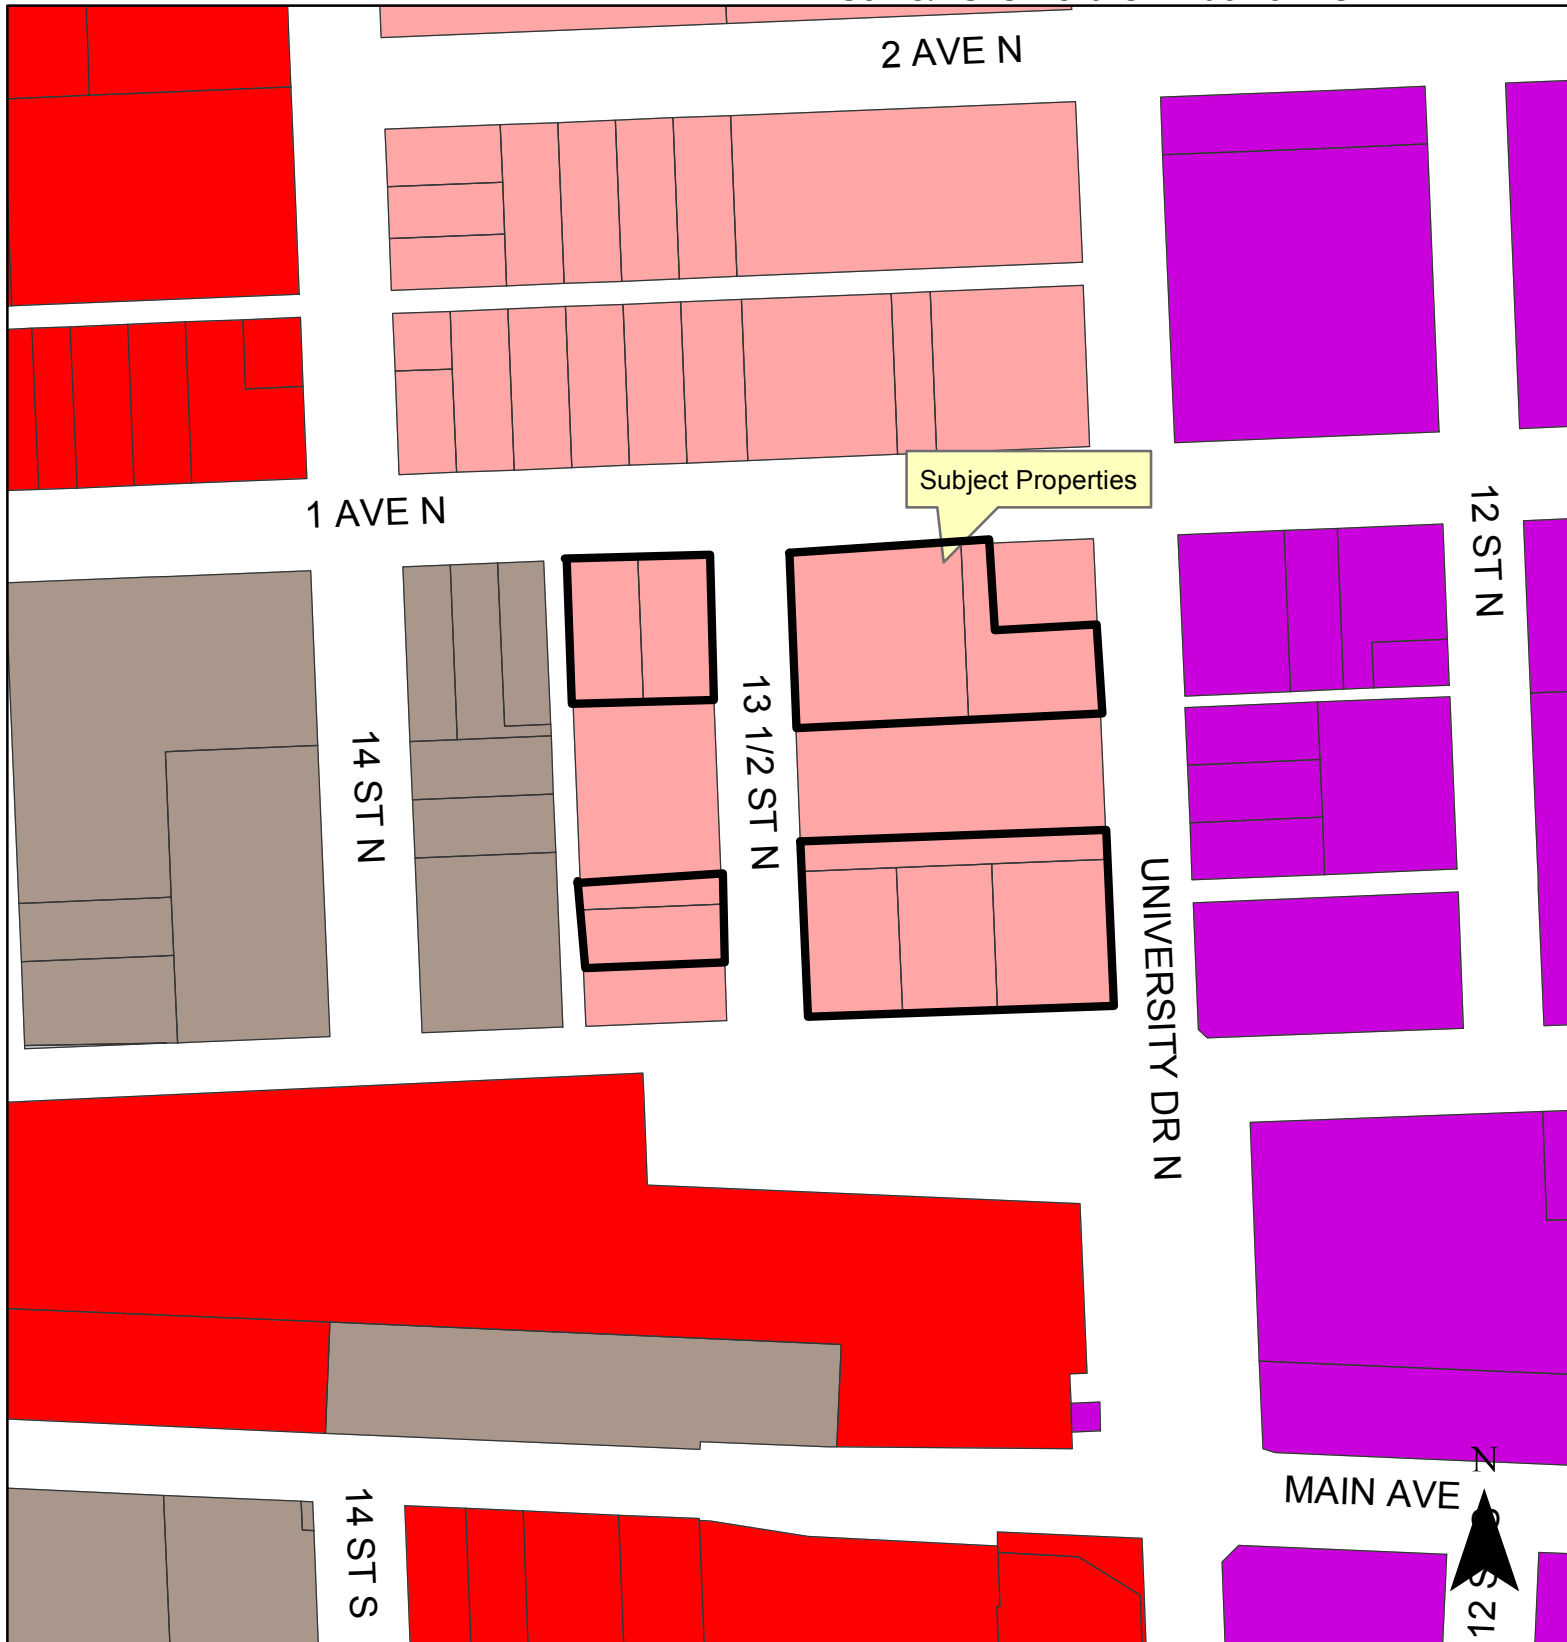 2 AVE N
Subject Properties
1 AVE N
12 ST N
13 1/2 ST N
14 ST N
UNIVERSITY DR N
N
MAIN AVE
14 ST S
12 S